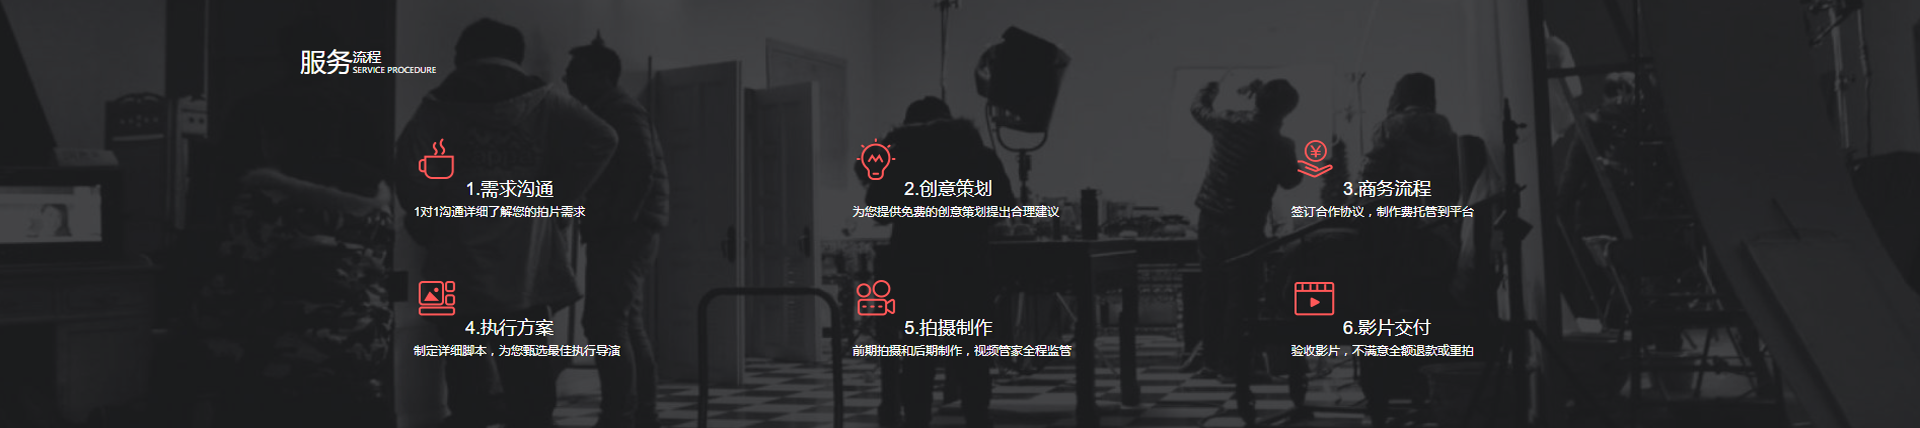 服务流程
SERVICE PROCEDURE
1.需求沟通
1对1沟通详细了解您的拍片需求
2.创意策划
为您提供免费的创意策划提出合理建议
3.商务流程
签订合作协议，制作费托管到平台
4.执行方案
制定详细脚本，为您甄选最佳执行导演
5.拍摄制作
前期拍摄和后期制作，视频管家全程监管
6.影片交付
验收影片，不满意全额退款或重拍